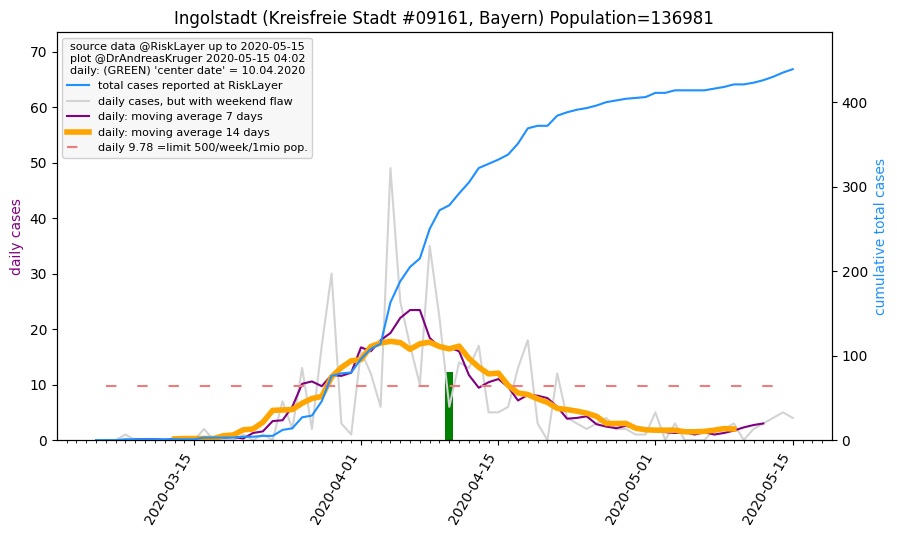 Ingolstadt (Kreisfreie Stadt #09161, Bayern) Population=136981
source data @RiskLayer up to 2020-05-15
plot @DrAndreasKruger 2020-05-15 04:02
daily: (GREEN) 'center date' = 10.04.2020
total cases reported at RiskLayer
daily cases, but with weekend flaw
daily: moving average 7 days
daily: moving average 14 days
daily 9.78 =limit 500/week/1mio pop.
daily cases
70
60
50
40
30
20
10
0
cumulative total cases
400
300
200
100
0
2020-03-15
2020-04-01
2020-04-15
2020-05-01
2020-05-15